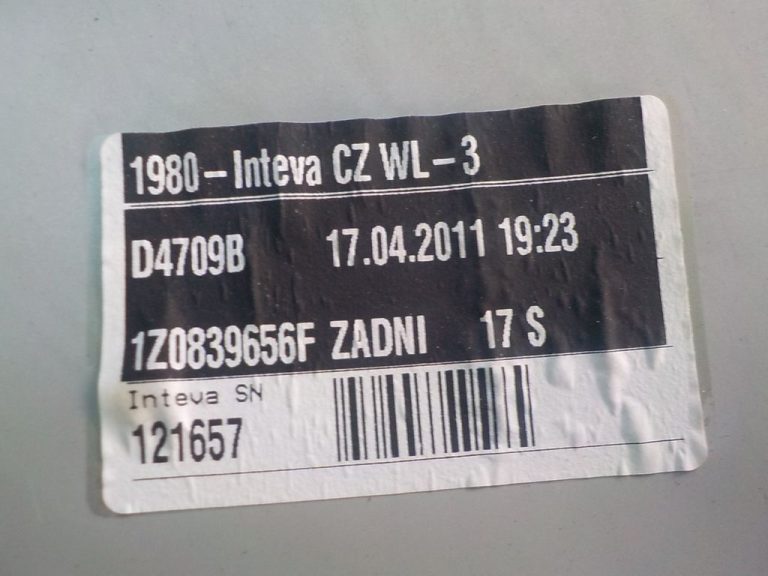 1980 - Inteva CZ WL - 3
D4709B 17.04.2011 19:23
1Z0839656F ZADNI 17 S
Inteva SN
121657